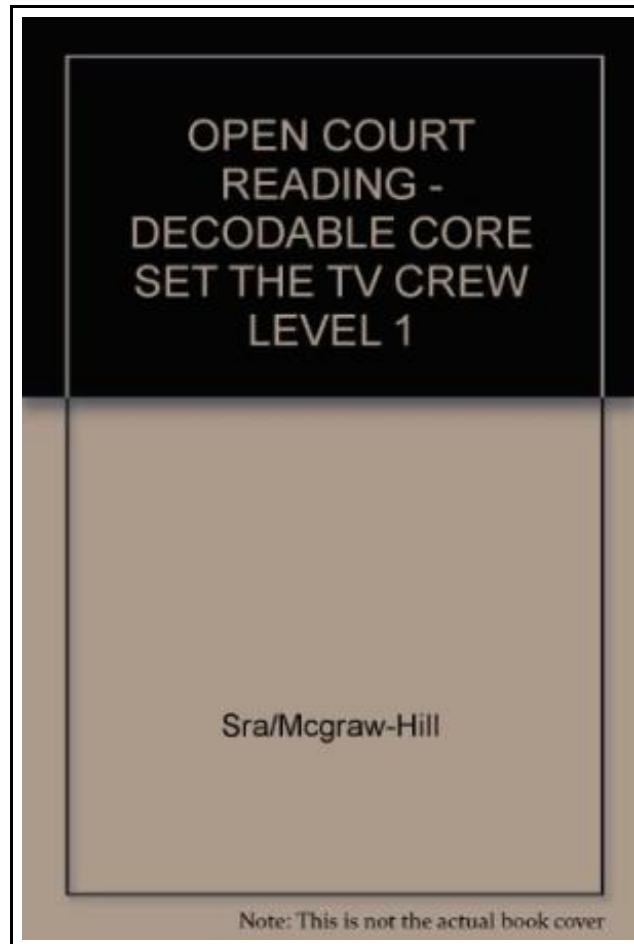 OPEN COURT
READING -
DECODABLE CORE
SET THE TV CREW
LEVEL 1
Sra/Mcgraw-Hill
Note: This is not the actual book cover